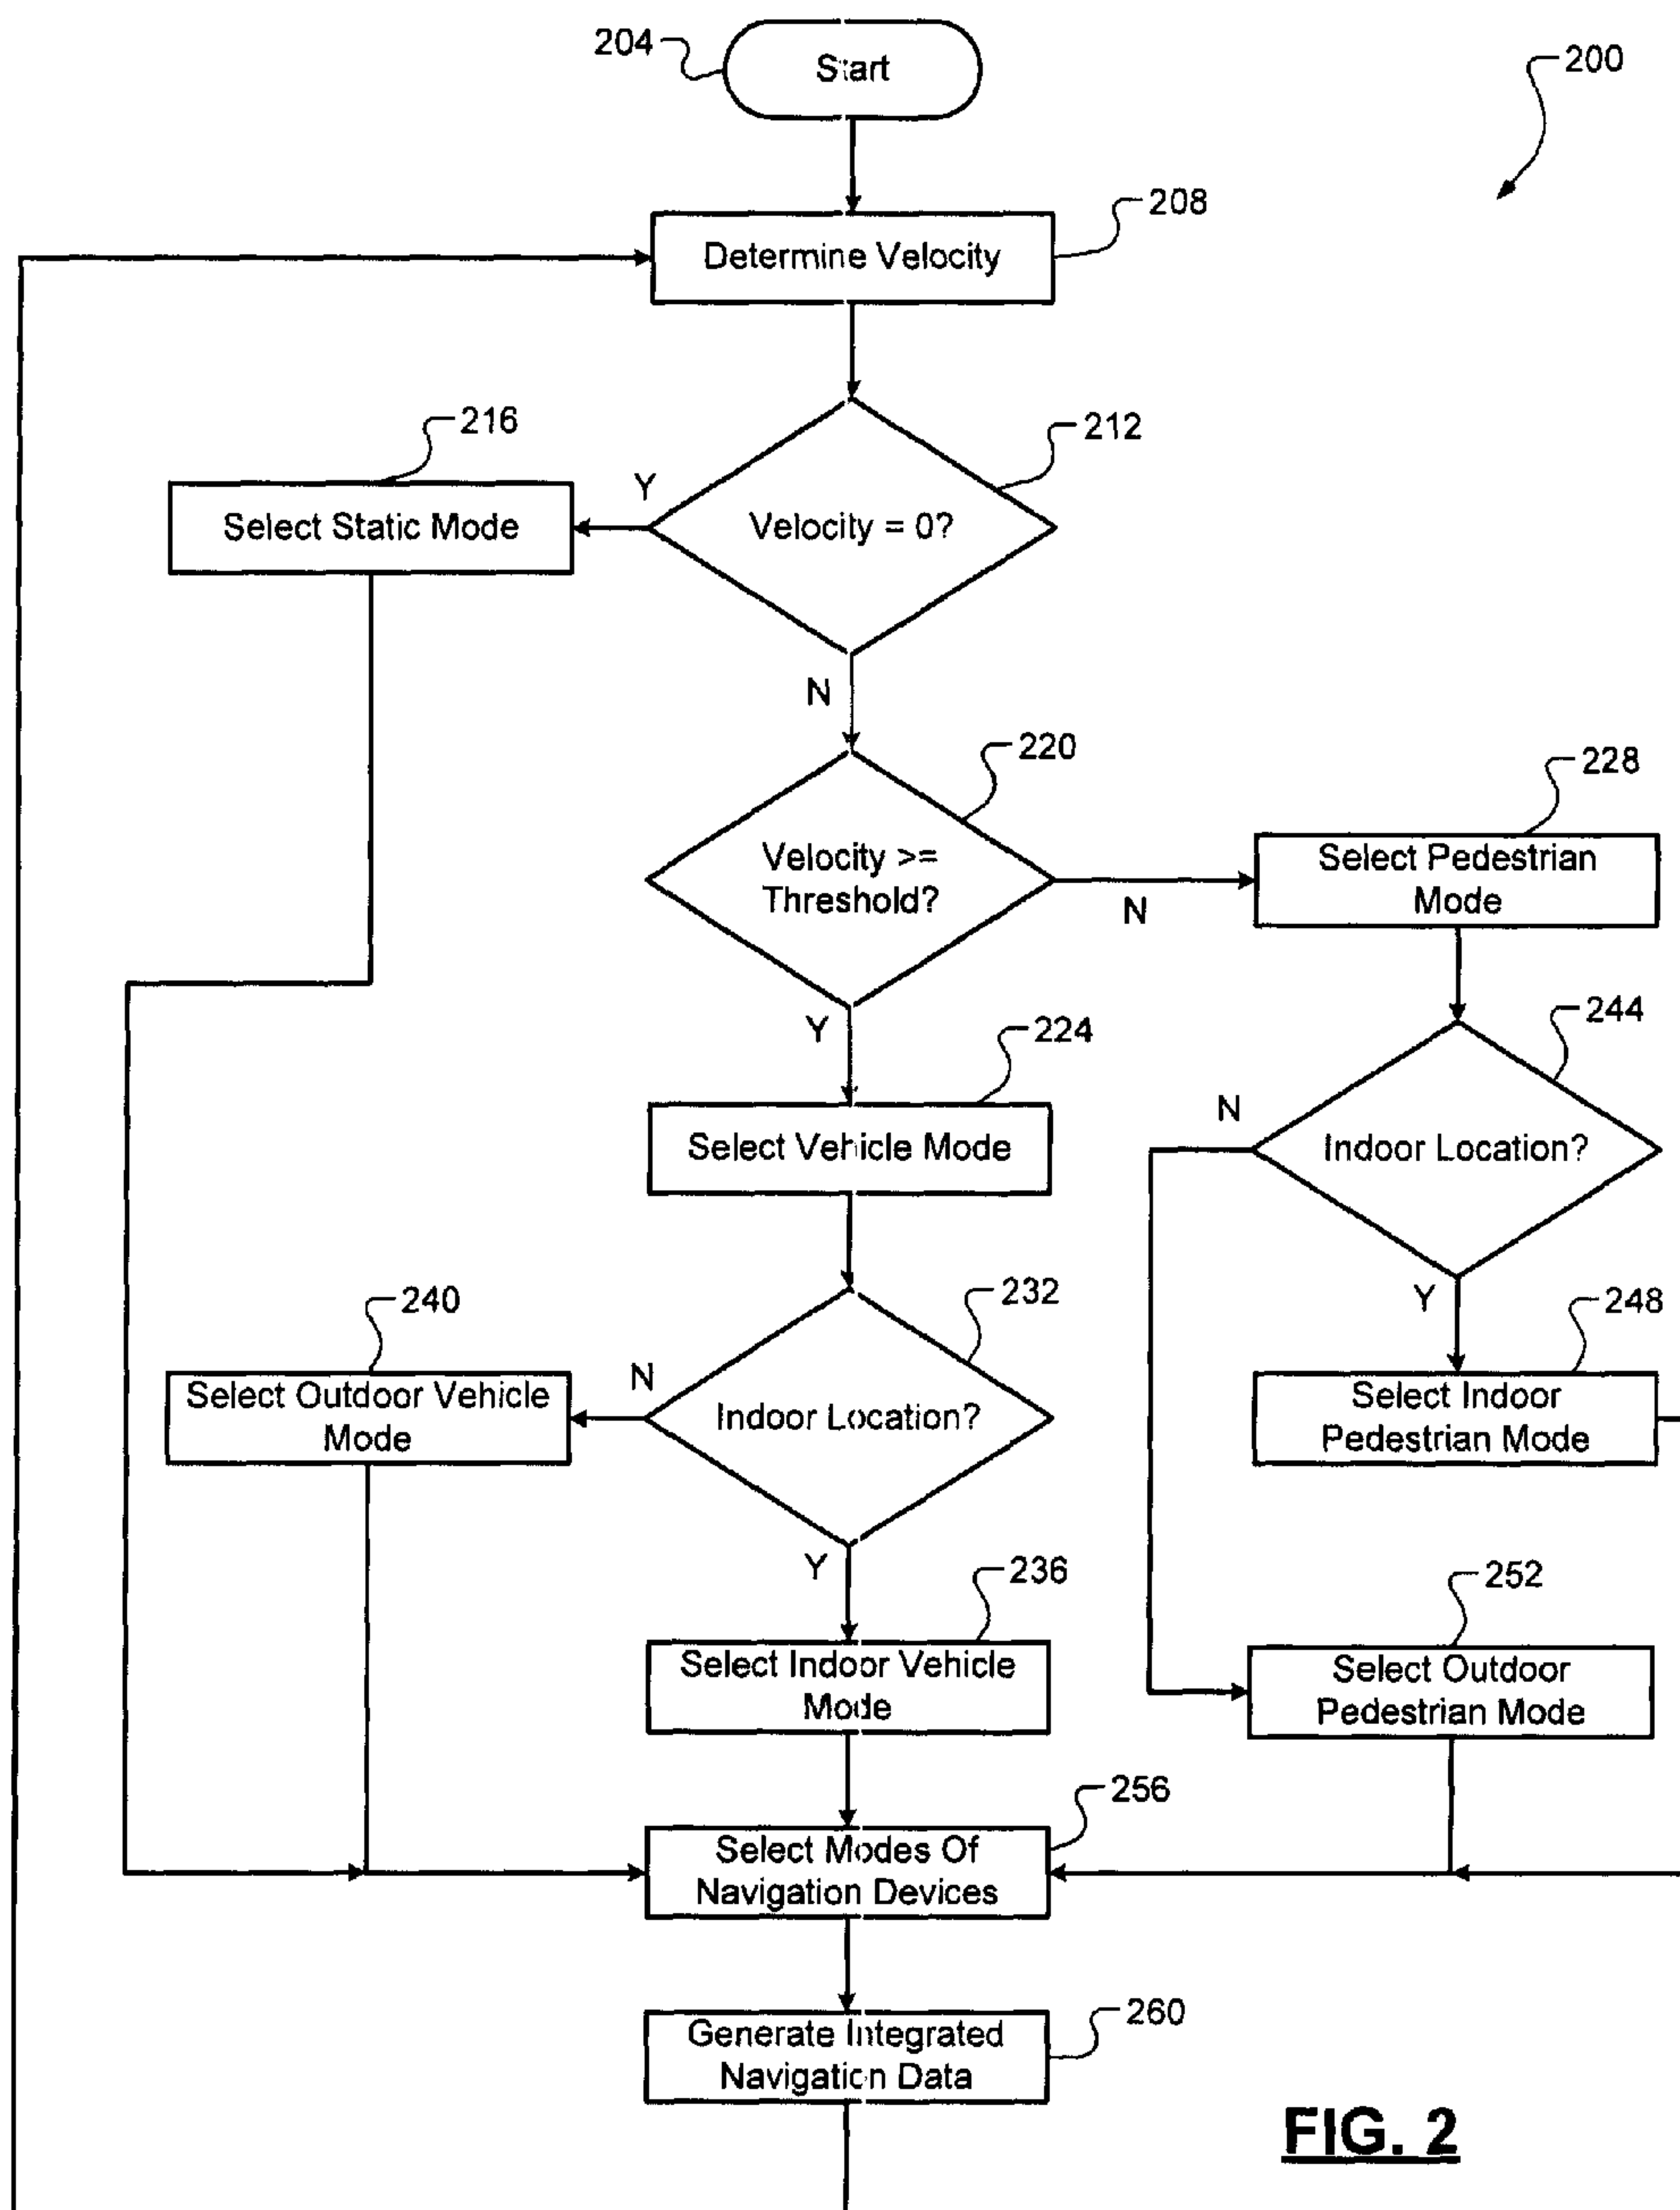 204
Start
200
208
Determine Velocity
216
212
Y
Select Static Mode
Velocity = 0?
N
220
228
Velocity >=
Threshold?
Select Pedestrian
Mode
N
Y
224
244
Select Vehicle Mode
N
Indoor Location?
240
232
Y
248
Select Outdoor Vehicle
Mode
N
Indoor Location?
Select Indoor
Pedestrian Mode
Y
236
252
Select Indoor Vehicle
Mode
Select Outdoor
Pedestrian Mode
256
Select Modes Of
Navigation Devices
260
Generate Integrated
Navigation Data
FIG. 2